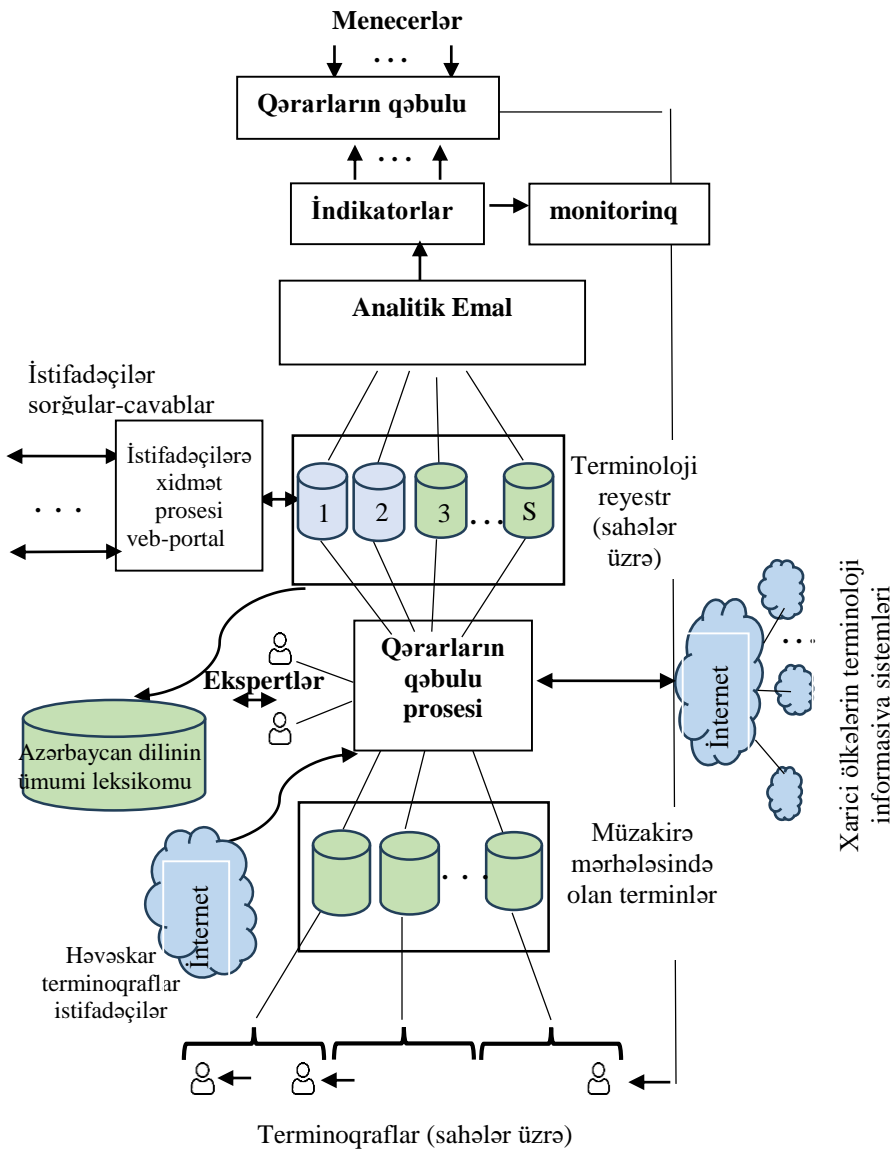 Menecerlər
. . .
Qərarların qəbulu
. . .
İndikatorlar
monitorinq
Analitik Emal
İstifadəçilər
sorğular-cavablar
İstifadəçilərə
xidmət
prosesi
veb-portal
. . .
1
2
3
. . .
S
Terminoloji
reyestr
(sahələr
üzrə)
Qərarların
qəbulu
prosesi
Ekspertlər
Azərbaycan dilinin
ümumi leksikomu
İnternet
. . .
Xarici ölkələrin terminoloji
informasiva sistemləri
. . .
Müzakirə
mərhələsində
olan terminlər
İnternet
Həvəskar
terminoqraflar
istifadəçilər
Terminoqraflar (sahələr üzrə)